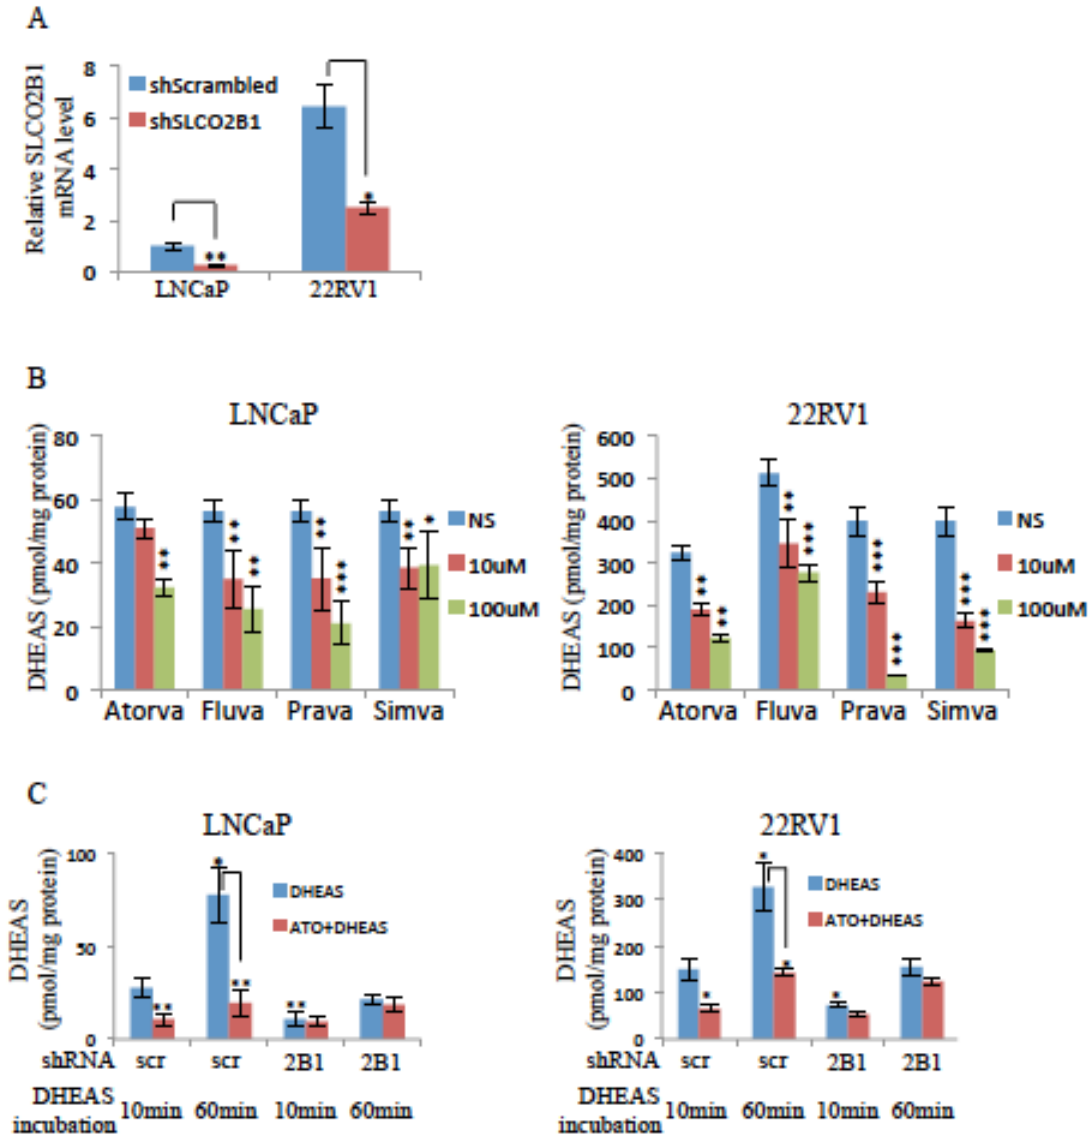 A
Relative SLCO2B1
mRNA level
8
6
4
2
0
shScrambled
shSLCO2B1
**
*
LNCaP
22RV1
B
LNCaP
DHEAS (pmol/mg protein)
80
60
40
20
0
**
**
**
**
***
**
*
NS
10uM
100uM
Atorva Fluva Prava Simva
22RV1
DHEAS (pmol/mg protein)
600
500
400
300
200
100
0
**
**
**
***
***
***
***
***
NS
10uM
100uM
Atorva Fluva Prava Simva
C
LNCaP
DHEAS
(pmol/mg protein)
100
50
0
*
**
**
**
DHEAS
ATO+DHEAS
shRNA scr scr 2B1 2B1
DHEAS
incubation 10min 60min 10min 60min
22RV1
DHEAS
(pmol/mg protein)
400
300
200
100
0
*
*
*
*
DHEAS
ATO+DHEAS
shRNA scr scr 2B1 2B1
DHEAS
incubation 10min 60min 10min 60min